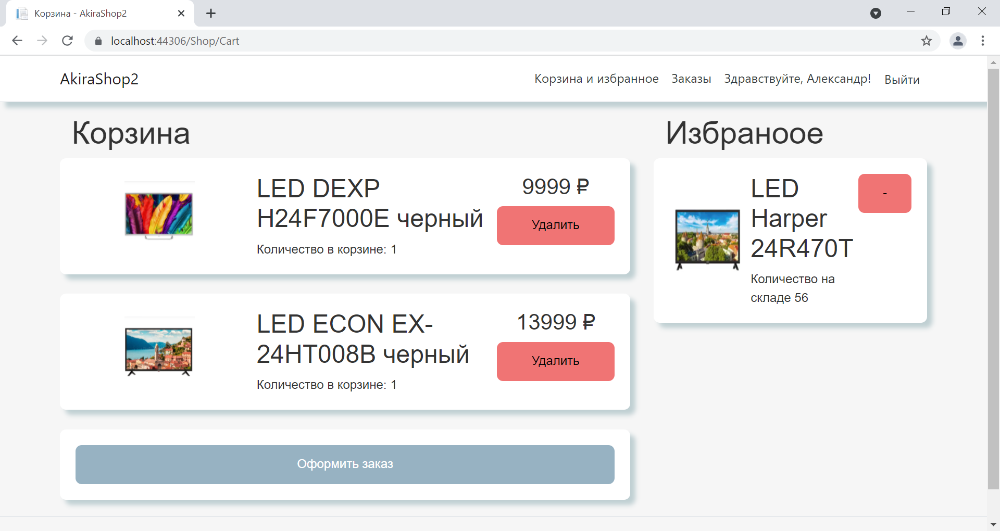 Корзина - AkiraShop2
localhost:44306/Shop/Cart
AkiraShop2
Корзина и избранное
Заказы
Здравствуйте, Александр!
Выйти
Корзина
LED DEXP
H24F7000E черный
Количество в корзине: 1
9999 ₽
Удалить
LED ECON EX-
24HT008B черный
Количество в корзине: 1
13999 ₽
Удалить
Оформить заказ
Избраноое
LED
Harper
24R470T
Количество на
складе 56
-